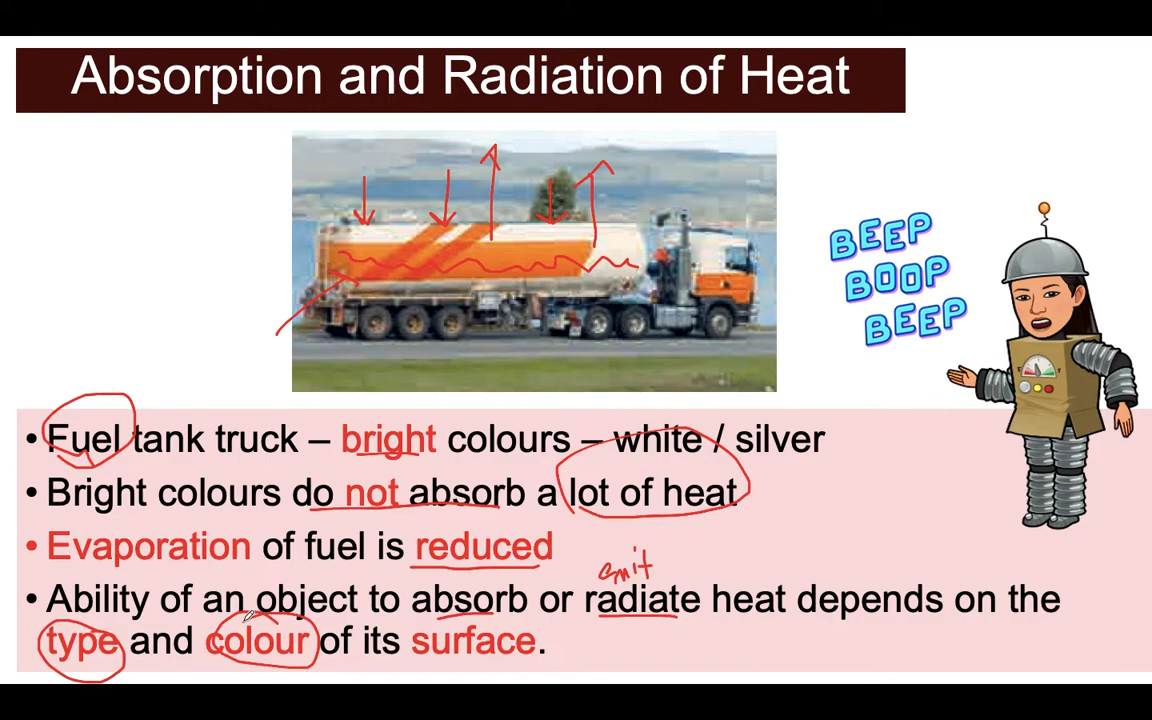 Absorption and Radiation of Heat
BEEP
BOOP
BEEP
• Fuel tank truck – bright colours – white / silver
• Bright colours do not absorb a lot of heat
• Evaporation of fuel is reduced
emit
• Ability of an object to absorb or radiate heat depends on the
type and colour of its surface.